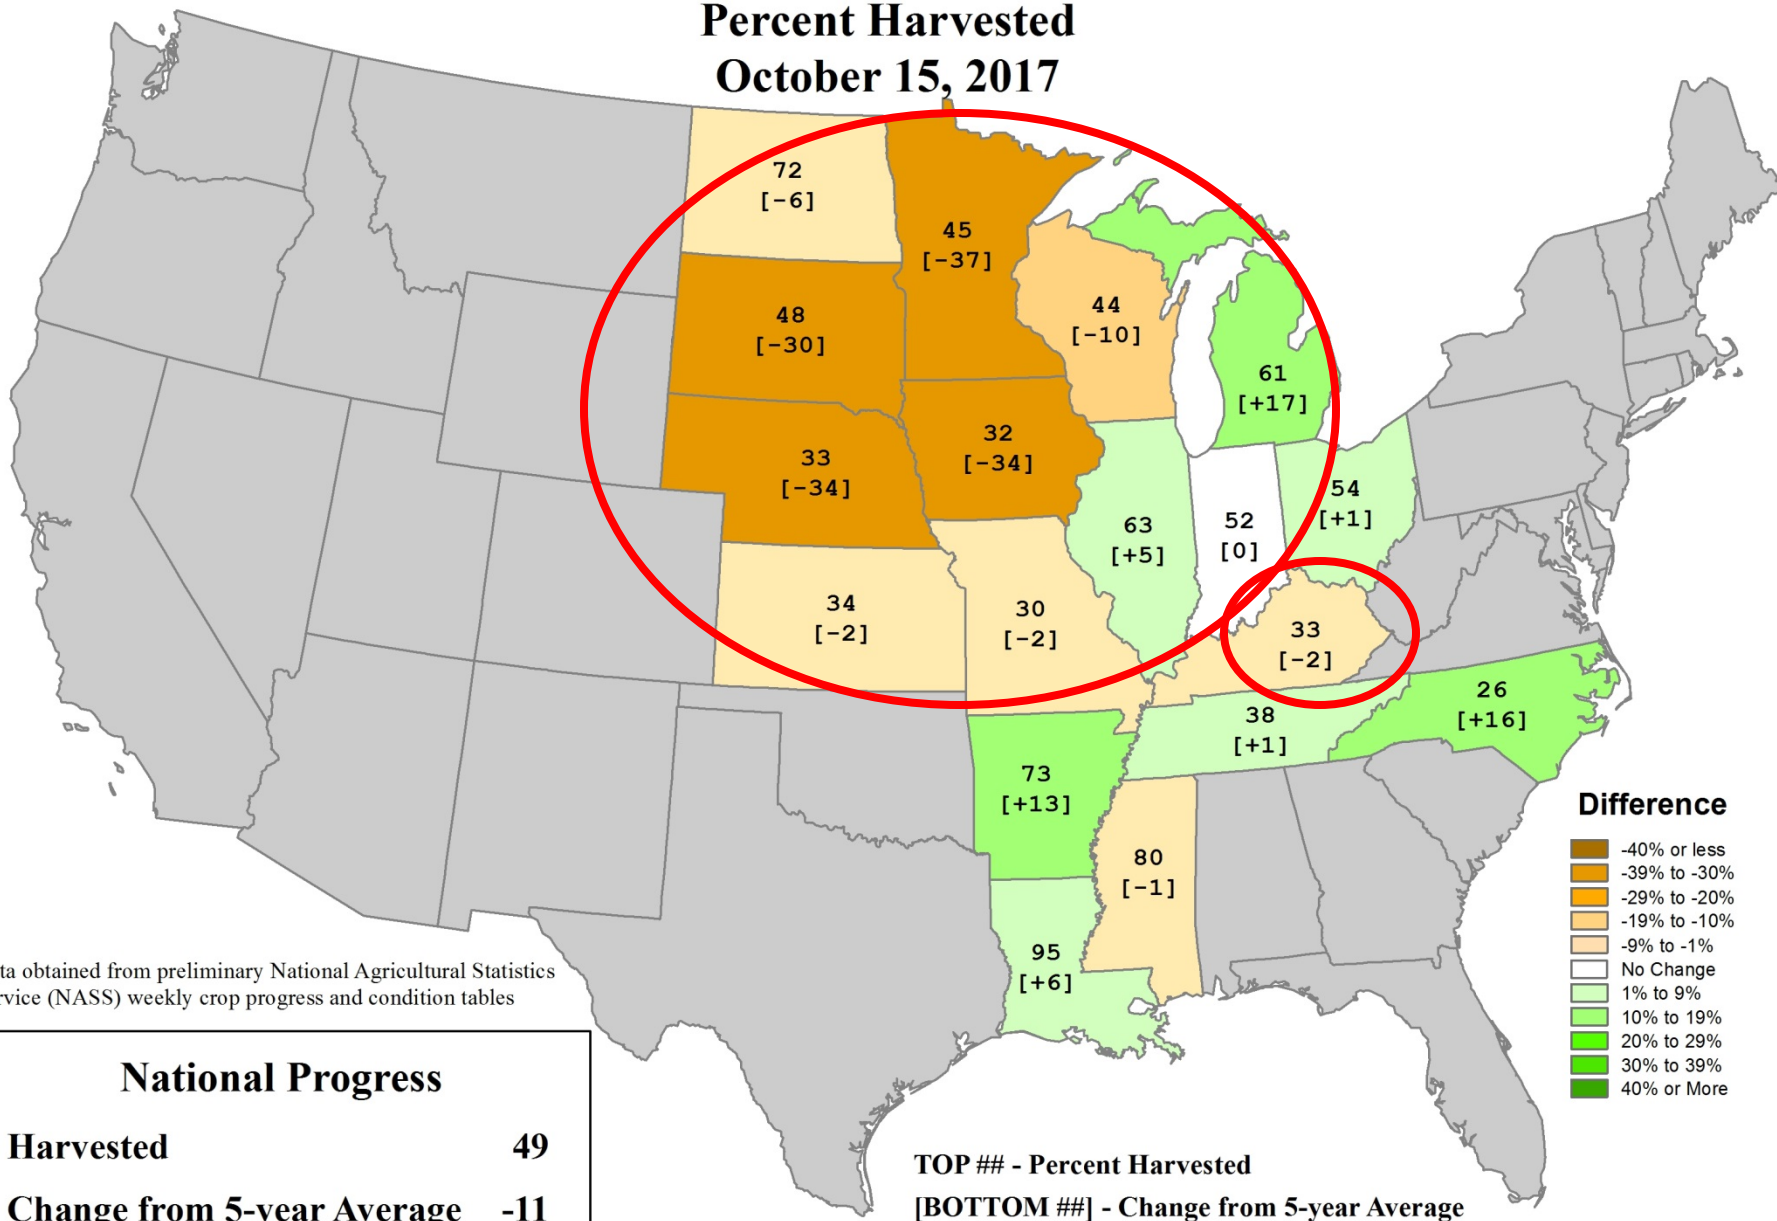 Percent Harvested
October 15, 2017
72
[-6]
45
[-37]
48
[-30]
44
[-10]
61
[+17]
33
[-34]
32
[-34]
63
[+5]
52
[0]
54
[+1]
34
[-2]
30
[-2]
33
[-2]
38
[+1]
26
[+16]
73
[+13]
80
[-1]
95
[+6]
Difference
-40% or less
-39% to -30%
-29% to -20%
-19% to -10%
-9% to -1%
No Change
1% to 9%
10% to 19%
20% to 29%
30% to 39%
40% or More
ta obtained from preliminary National Agricultural Statistics
rvice (NASS) weekly crop progress and condition tables
National Progress
Harvested 49
Change from 5-year Average -11
TOP ## - Percent Harvested
[BOTTOM ##] - Change from 5-year Average